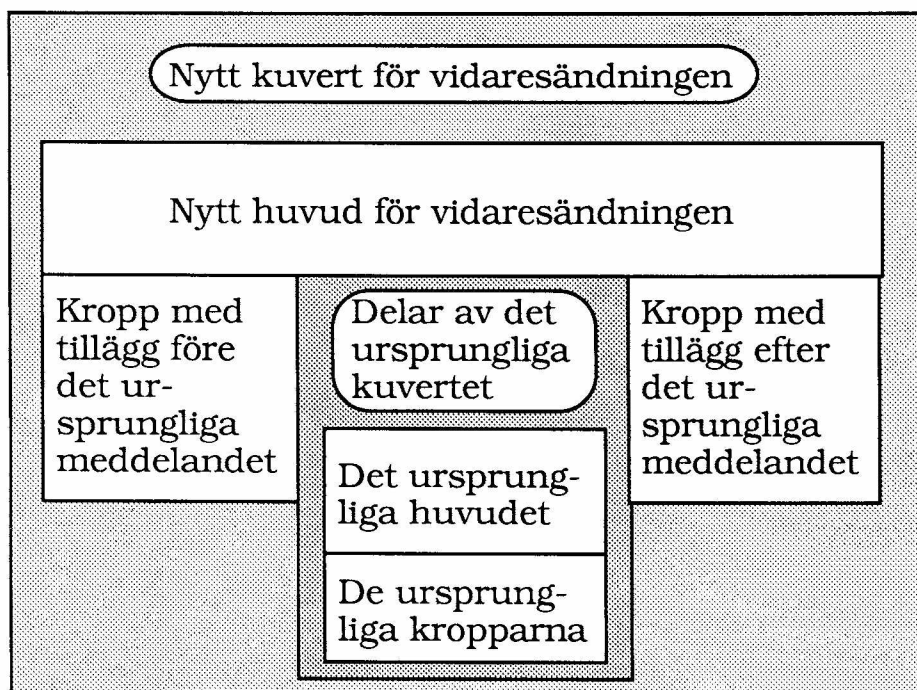 Nytt kuvert för vidaresändningen
Nytt huvud för vidaresändningen
Kropp med
tillägg före
det ur-
sprungliga
meddelandet
Delar av det
ursprungliga
kuvertet
Det ursprung-
liga huvudet
De ursprung-
liga kropparna
Kropp med
tillägg efter
det ur-
sprungliga
meddelandet